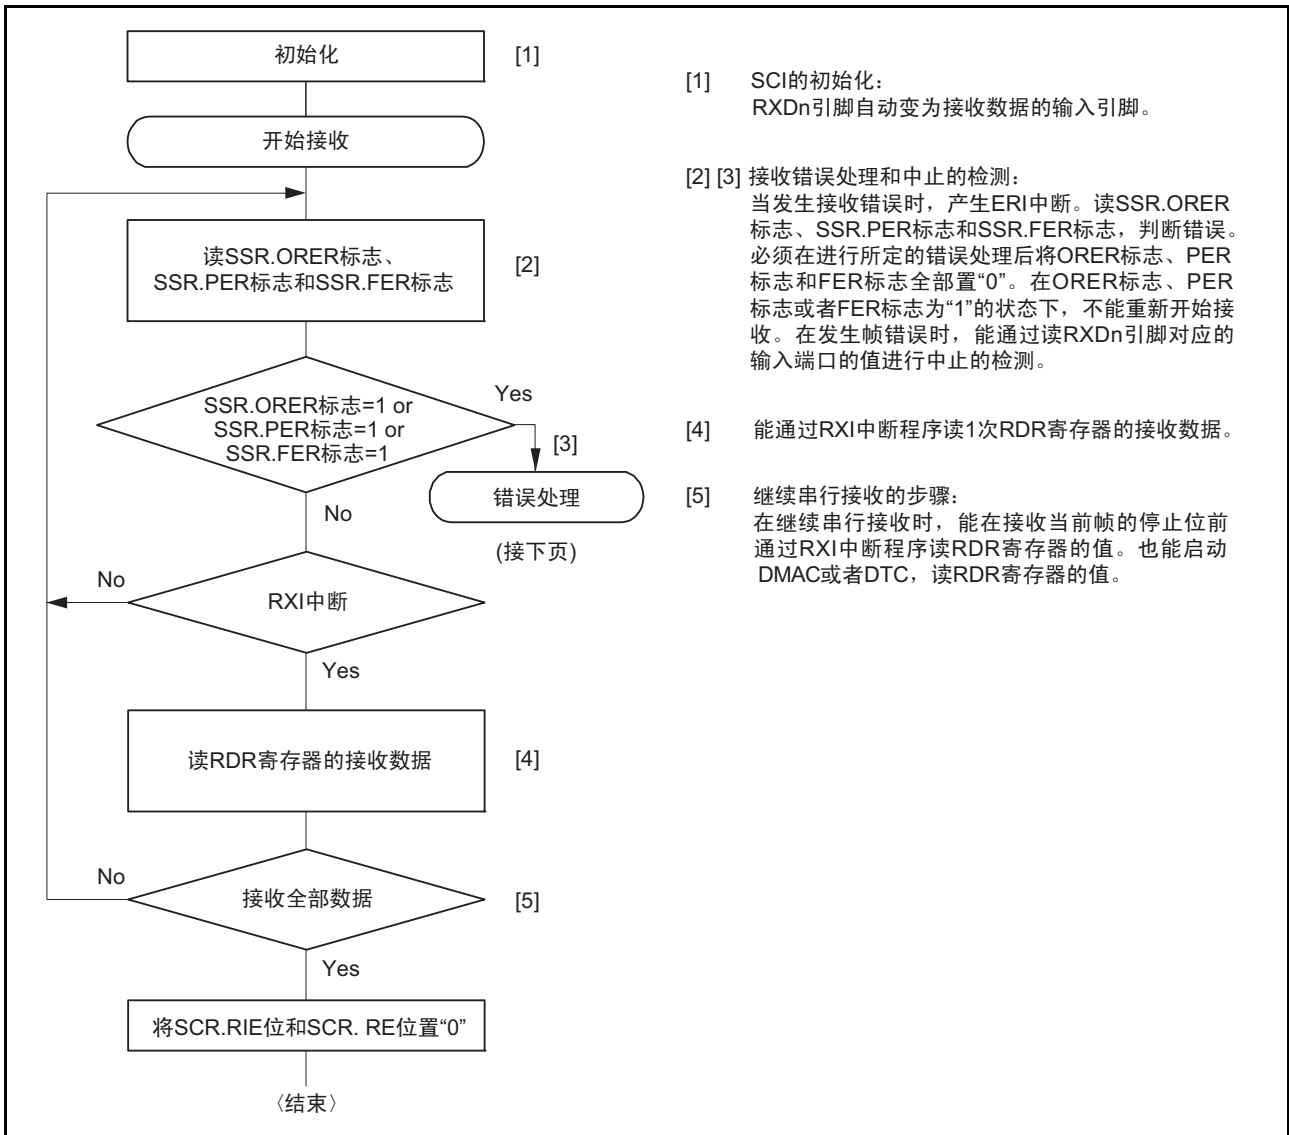 初始化
[1]
开始接收
读SSR.ORER标志、
SSR.PER标志和SSR.FER标志
[2]
SSR.ORER标志=1 or
SSR.PER标志=1 or
SSR.FER标志=1
Yes
[3]
错误处理
(接下页)
No
RXI中断
No
Yes
读RDR寄存器的接收数据
[4]
接收全部数据
No
[5]
Yes
将SCR.RIE位和SCR. RE位置“0”
〈结束〉
[1] SCI的初始化：
RXDn引脚自动变为接收数据的输入引脚。
[2] [3] 接收错误处理和中止的检测：
当发生接收错误时，产生ERI中断。读SSR.ORER
标志、SSR.PER标志和SSR.FER标志，判断错误。
必须在进行所定的错误处理后将ORER标志、PER
标志和FER标志全部置“0”。在ORER标志、PER
标志或者FER标志为“1”的状态下，不能重新开始接
收。在发生帧错误时，能通过读RXDn引脚对应的
输入端口的值进行中止的检测。
[4] 能通过RXI中断程序读1次RDR寄存器的接收数据。
[5] 继续串行接收的步骤：
在继续串行接收时，能在接收当前帧的停止位前
通过RXI中断程序读RDR寄存器的值。也能启动
DMAC或者DTC，读RDR寄存器的值。